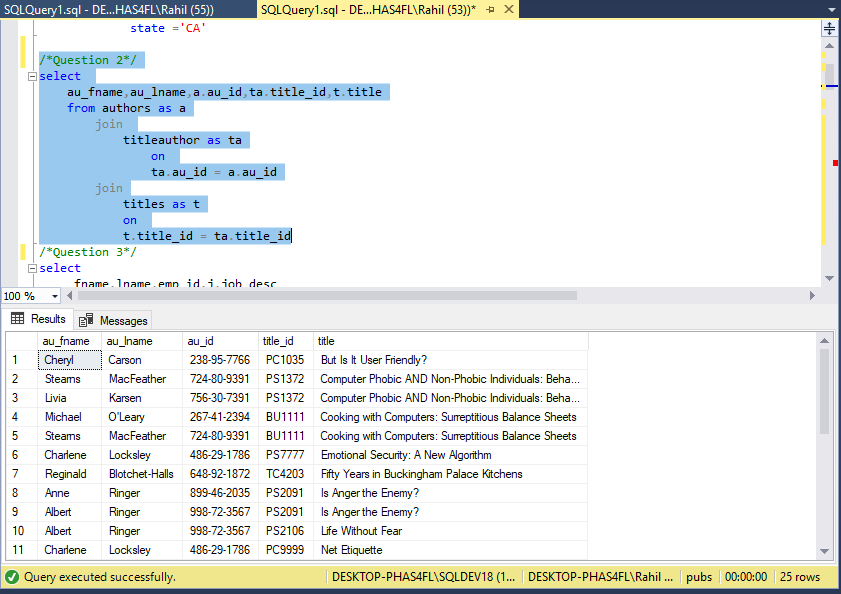 SQLQuery1.sql - DE...HAS4FL\Rahil (55)) SQLQuery1.sql - DE...HAS4FL\Rahil (53))*
state ='CA'
/*Question 2*/
select
au_fname,au_lname,a.au_id,ta.title_id,t.title
from authors as a
join
titleauthor as ta
on
ta.au_id = a.au_id
join
titles as t
on
t.title_id = ta.title_id
/*Question 3*/
select
fname,lname,emp_id,j.job_desc
100 %
Results Messages
au_fname au_lname au_id title_id title
1 Cheryl Carson 238-95-7766 PC1035 But Is It User Friendly?
2 Stearns MacFeather 724-80-9391 PS1372 Computer Phobic AND Non-Phobic Individuals: Beha...
3 Livia Karsen 756-30-7391 PS1372 Computer Phobic AND Non-Phobic Individuals: Beha...
4 Michael O'Leary 267-41-2394 BU1111 Cooking with Computers: Surreptitious Balance Sheets
5 Stearns MacFeather 724-80-9391 BU1111 Cooking with Computers: Surreptitious Balance Sheets
6 Charlene Locksley 486-29-1786 PS7777 Emotional Security: A New Algorithm
7 Reginald Blotchet-Halls 648-92-1872 TC4203 Fifty Years in Buckingham Palace Kitchens
8 Anne Ringer 899-46-2035 PS2091 Is Anger the Enemy?
9 Albert Ringer 998-72-3567 PS2091 Is Anger the Enemy?
10 Albert Ringer 998-72-3567 PS2106 Life Without Fear
11 Charlene Locksley 486-29-1786 PC9999 Net Etiquette
Query executed successfully. DESKTOP-PHAS4FL\SQLDEV18 (1... DESKTOP-PHAS4FL\Rahil ... pubs 00:00:00 25 rows